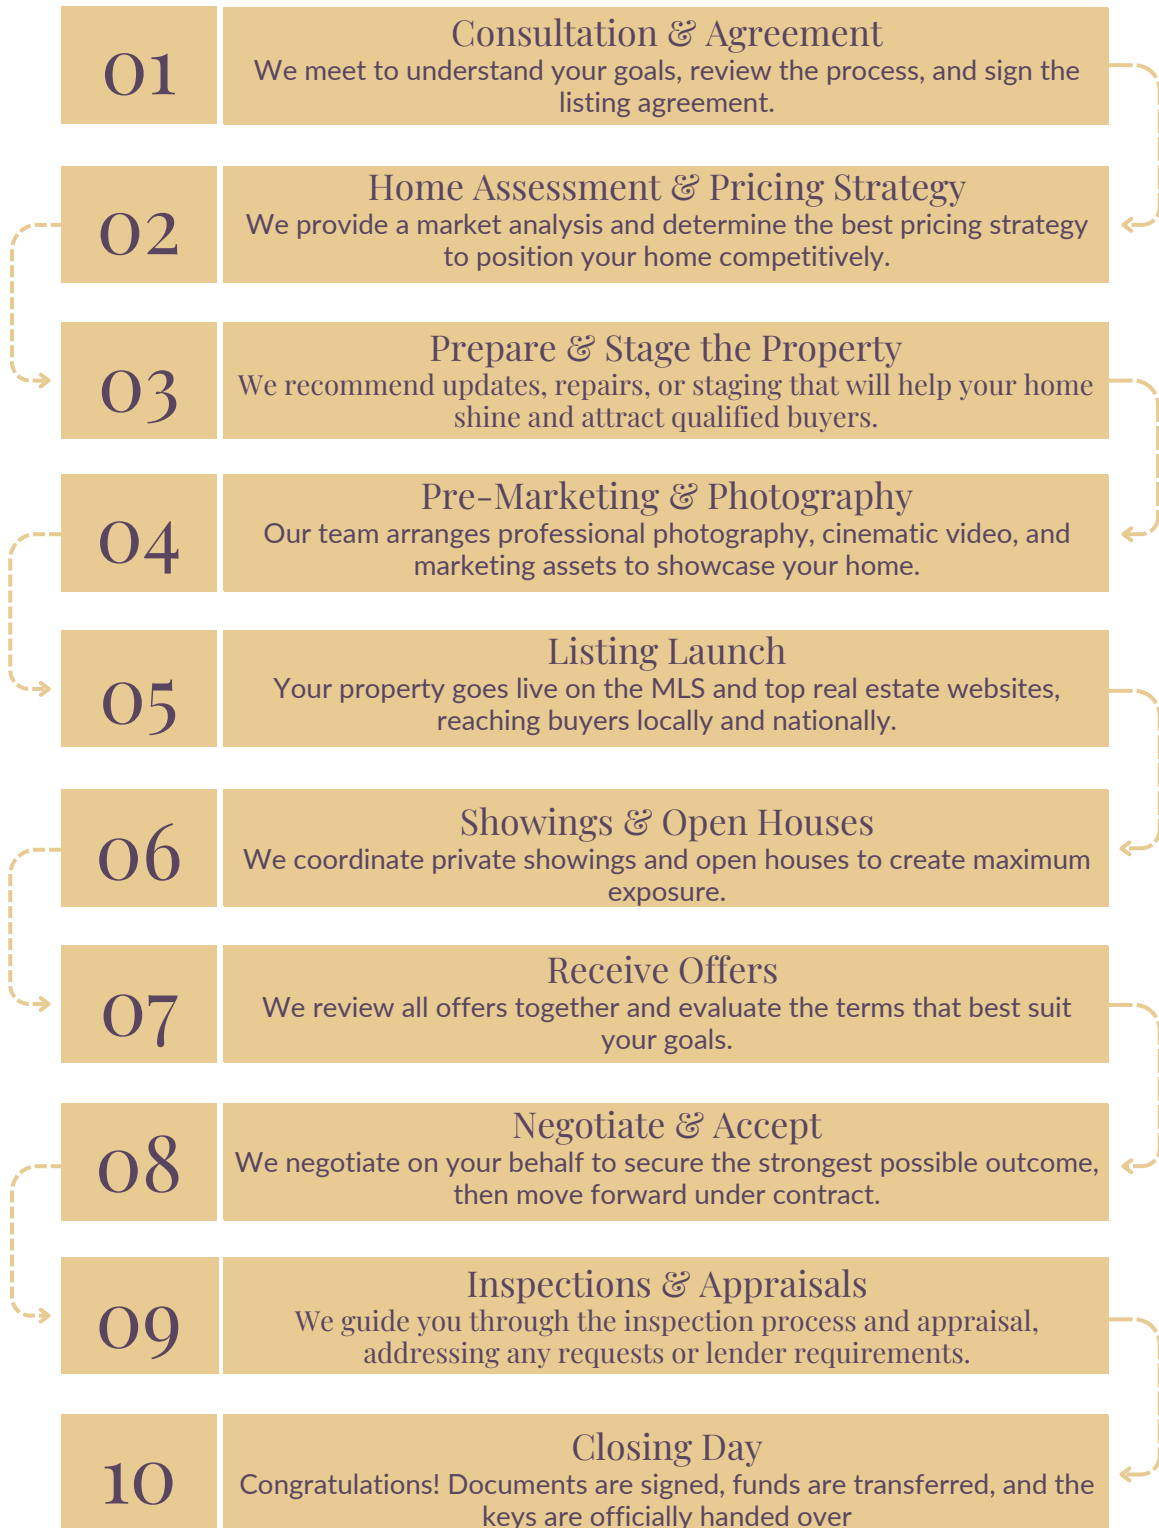 01
Consultation & Agreement
We meet to understand your goals, review the process, and sign the
listing agreement.
02
Home Assessment & Pricing Strategy
We provide a market analysis and determine the best pricing strategy
to position your home competitively.
03
Prepare & Stage the Property
We recommend updates, repairs, or staging that will help your home
shine and attract qualified buyers.
04
Pre-Marketing & Photography
Our team arranges professional photography, cinematic video, and
marketing assets to showcase your home.
05
Listing Launch
Your property goes live on the MLS and top real estate websites,
reaching buyers locally and nationally.
06
Showings & Open Houses
We coordinate private showings and open houses to create maximum
exposure.
07
Receive Offers
We review all offers together and evaluate the terms that best suit
your goals.
08
Negotiate & Accept
We negotiate on your behalf to secure the strongest possible outcome,
then move forward under contract.
09
Inspections & Appraisals
We guide you through the inspection process and appraisal,
addressing any requests or lender requirements.
10
Closing Day
Congratulations! Documents are signed, funds are transferred, and the
keys are officially handed over